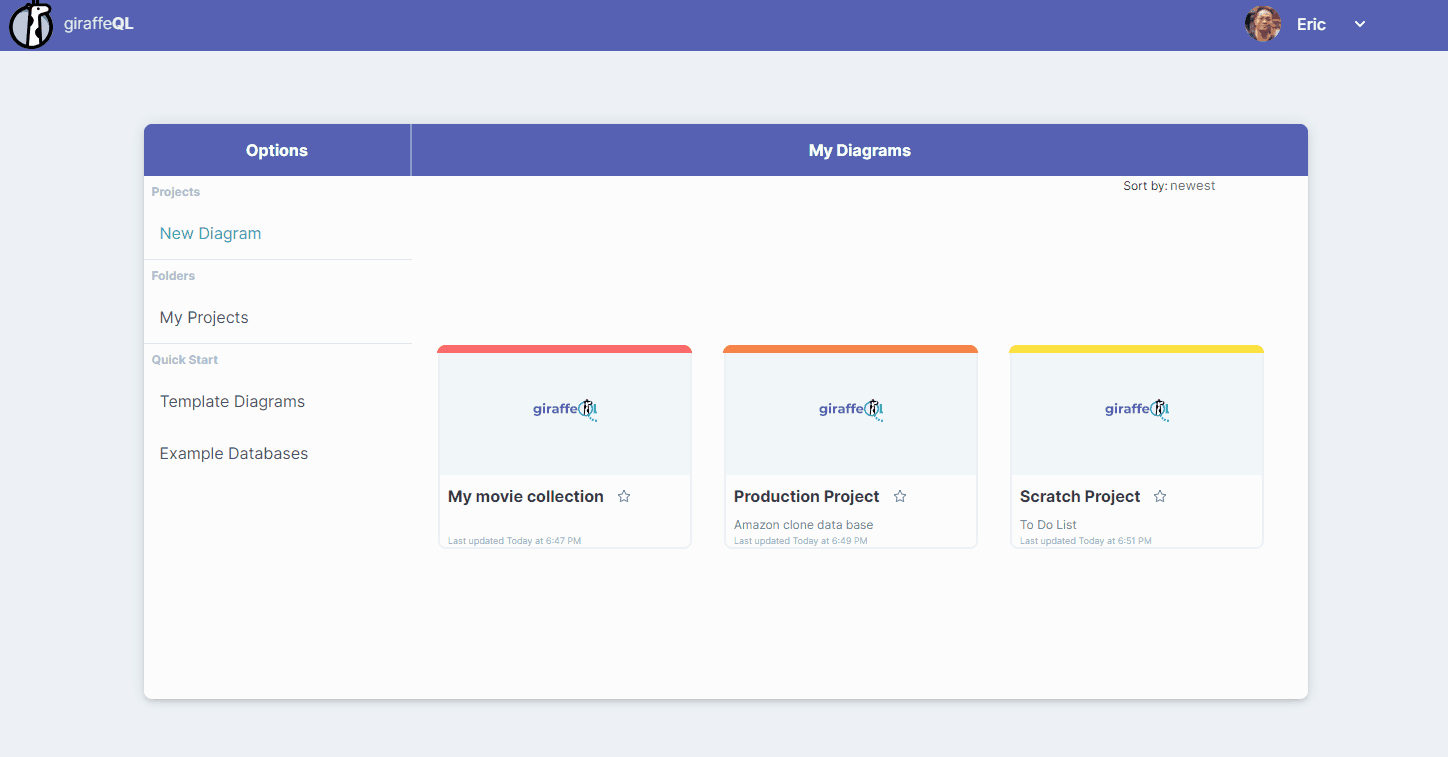 giraffeQL
Eric
Options
My Diagrams
Projects
Sort by: newest
New Diagram
Folders
My Projects
Quick Start
Template Diagrams
Example Databases
giraffeQL
giraffeQL
giraffeQL
My movie collection
Production Project
Scratch Project
Amazon clone data base
To Do List
Last updated Today at 6:47 PM
Last updated Today at 6:49 PM
Last updated Today at 6:51 PM